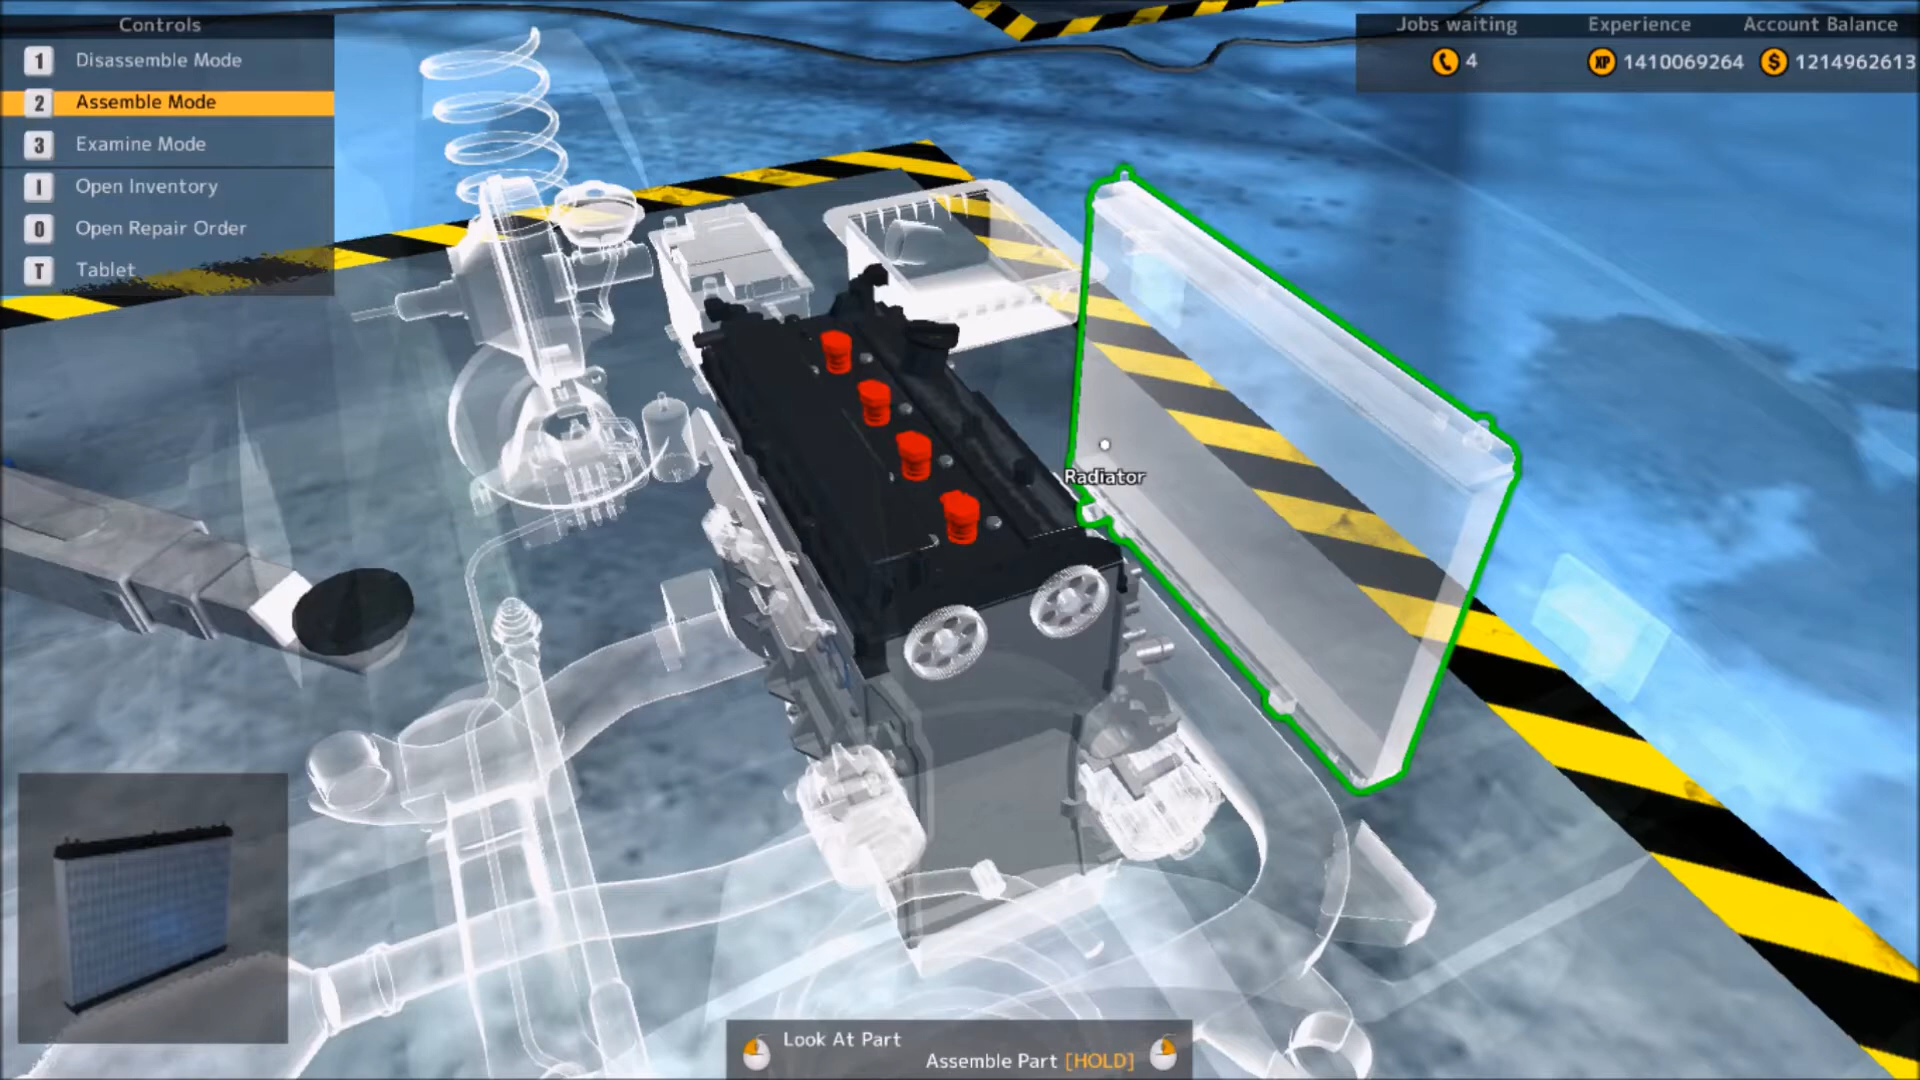 Controls
1 Disassemble Mode
2 Assemble Mode
3 Examine Mode
I Open Inventory
O Open Repair Order
T Tablet
Jobs waiting Experience Account Balance
4 XP 1410069264 $ 1214962613
Radiator
Look At Part
Assemble Part [HOLD]